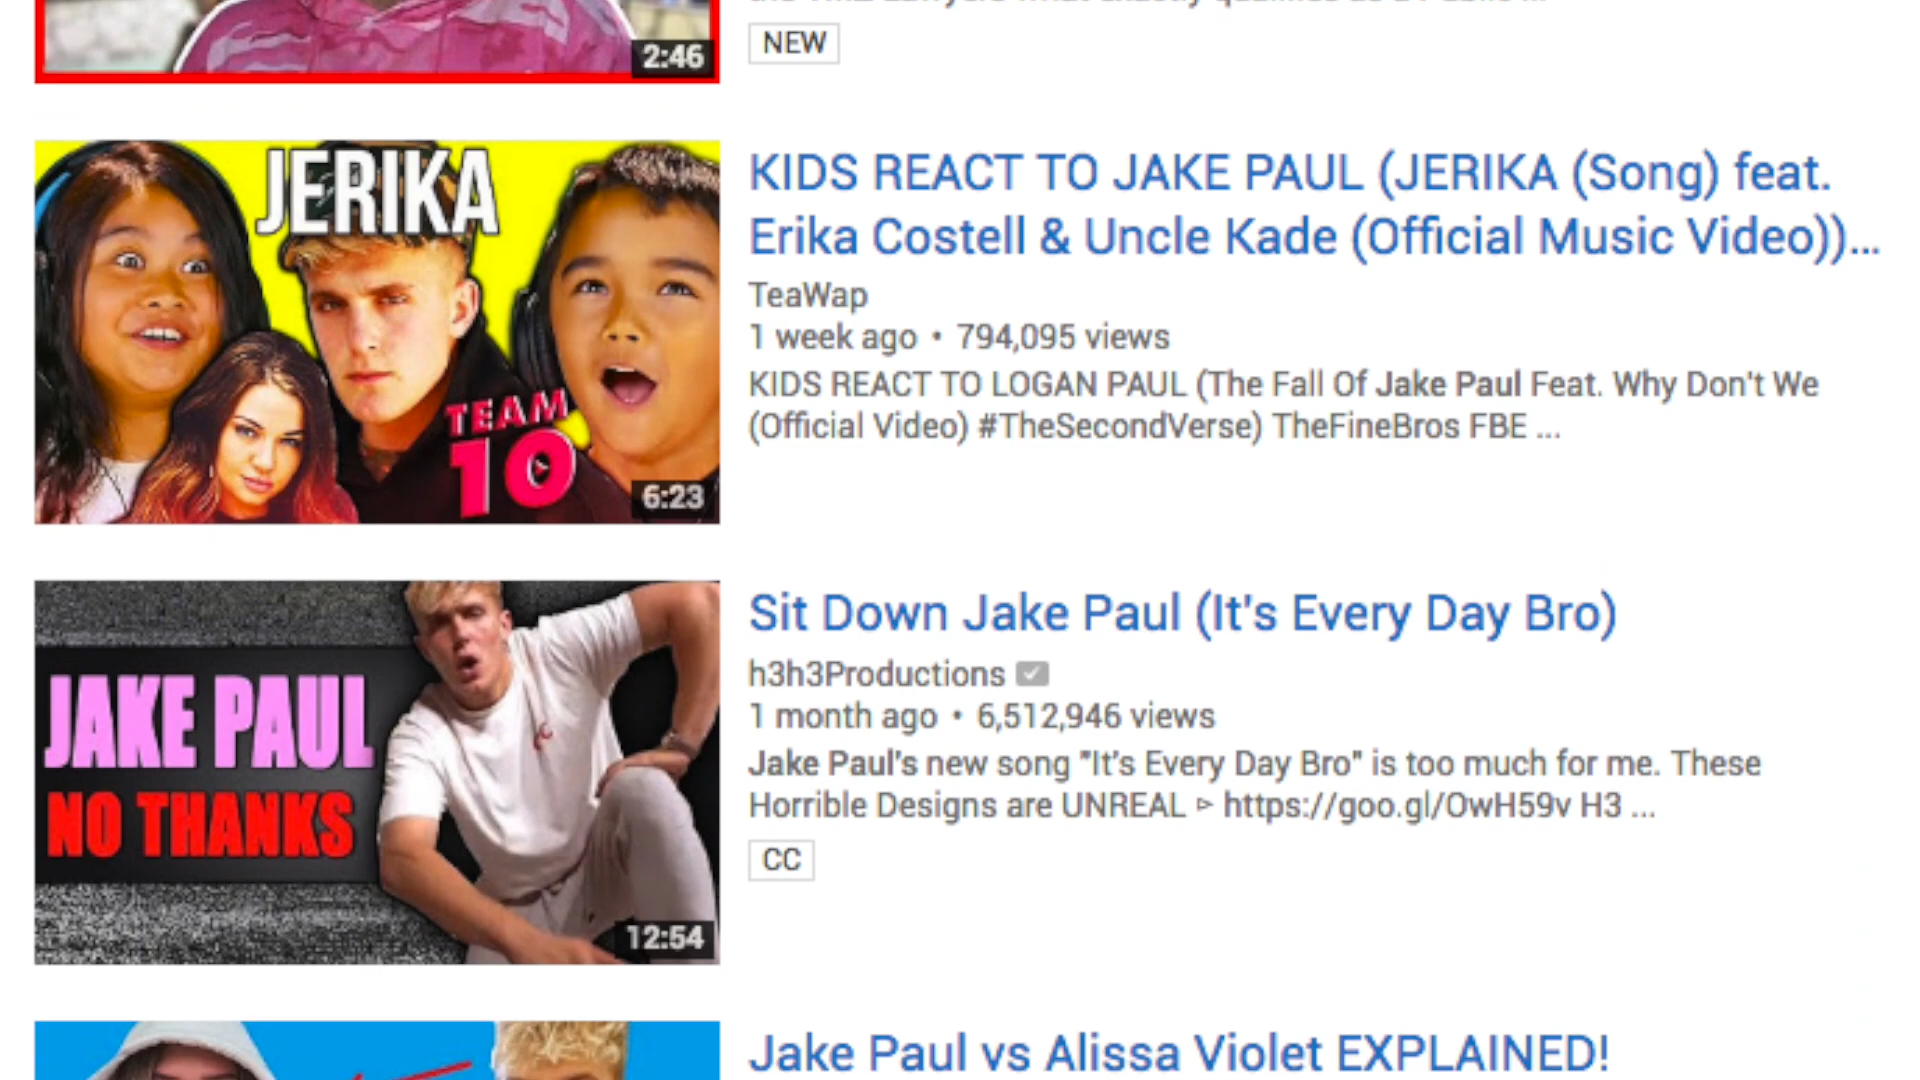 2:46
NEW
JERIKA
TEAM
10
6:23
KIDS REACT TO JAKE PAUL (JERIKA (Song) feat.
Erika Costell & Uncle Kade (Official Music Video))...
TeaWap
1 week ago • 794,095 views
KIDS REACT TO LOGAN PAUL (The Fall Of Jake Paul Feat. Why Don't We
(Official Video) #TheSecondVerse) TheFineBros FBE ...
JAKE PAUL
NO THANKS
12:54
Sit Down Jake Paul (It's Every Day Bro)
h3h3Productions
1 month ago • 6,512,946 views
Jake Paul's new song "It's Every Day Bro" is too much for me. These
Horrible Designs are UNREAL ▹ https://goo.gl/OwH59v H3 ...
CC
Jake Paul vs Alissa Violet EXPLAINED!